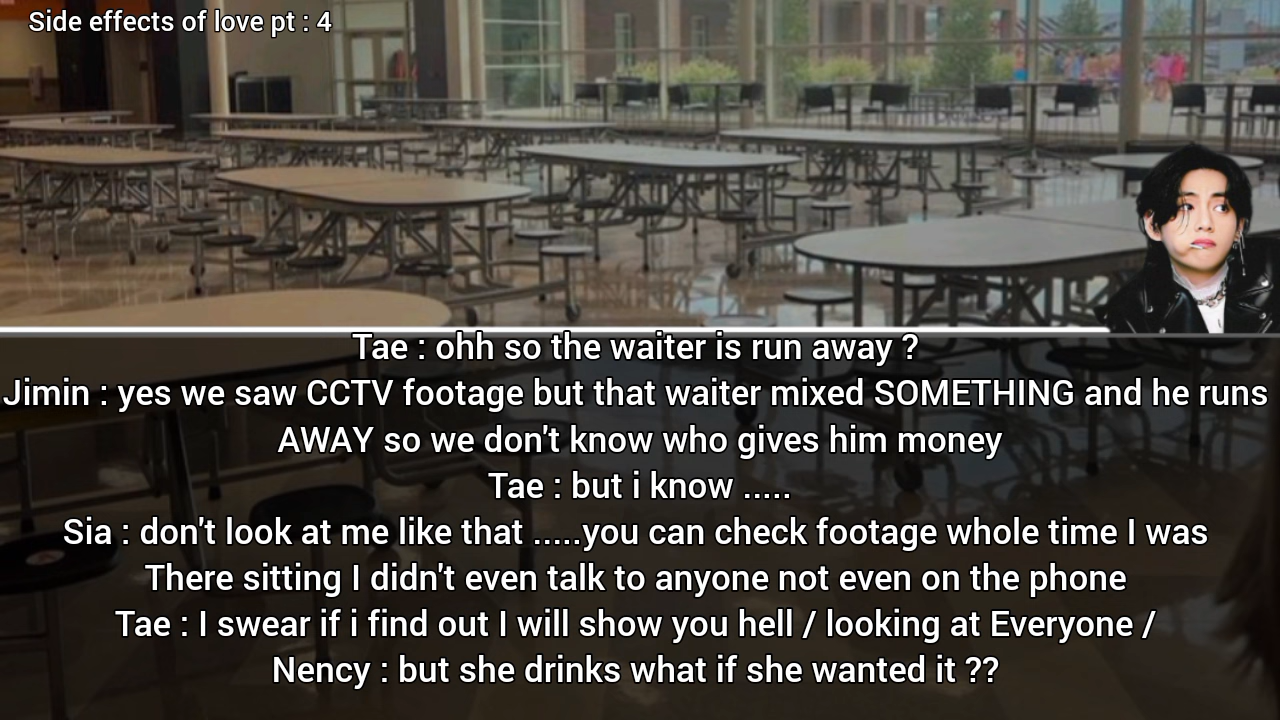 Side effects of love pt : 4
Tae : ohh so the waiter is run away ?
Jimin : yes we saw CCTV footage but that waiter mixed SOMETHING and he runs
AWAY so we don't know who gives him money
Tae : but i know .....
Sia : don't look at me like that .....you can check footage whole time I was
There sitting I didn't even talk to anyone not even on the phone
Tae : I swear if i find out I will show you hell / looking at Everyone /
Nency : but she drinks what if she wanted it ??